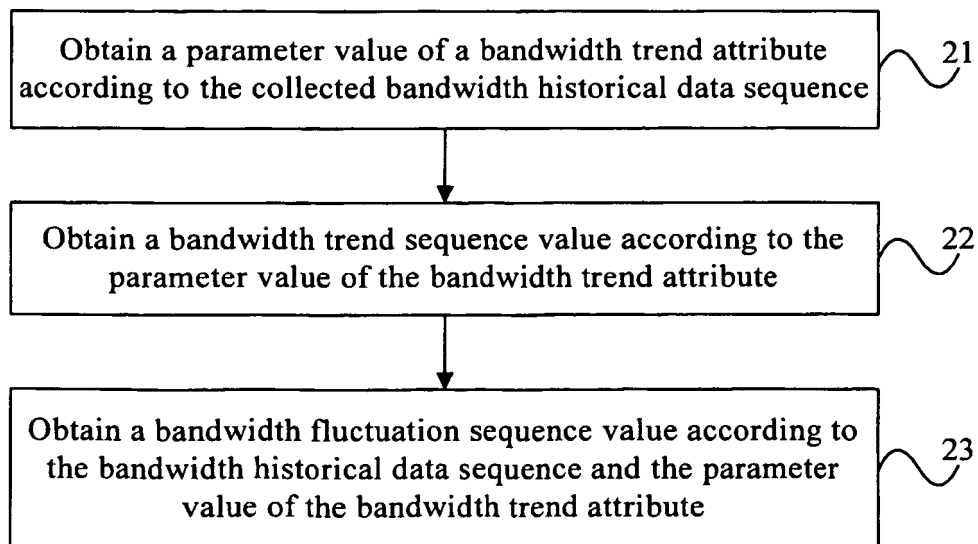 Obtain a parameter value of a bandwidth trend attribute
according to the collected bandwidth historical data sequence
21
Obtain a bandwidth trend sequence value according to the
parameter value of the bandwidth trend attribute
22
Obtain a bandwidth fluctuation sequence value according to
the bandwidth historical data sequence and the parameter
value of the bandwidth trend attribute
23